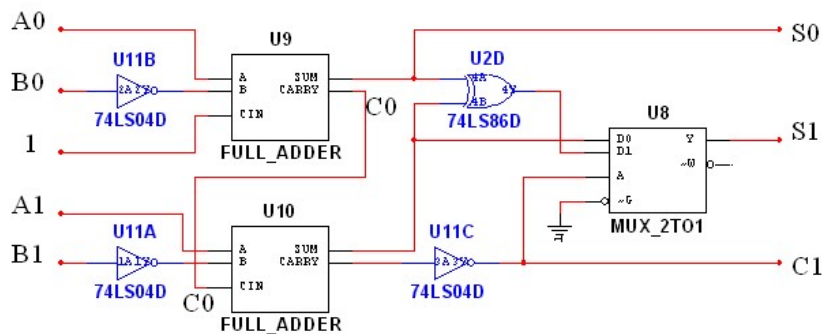 A0
U9
S0
U11B
U2D
B0
2A 2Y
A SUM
B CARRY
4A
4Y
4B
U8
74LS04D
CIN
C0
74LS86D
D0 Y
D1
S1
1
FULL_ADDER
A
~W
A1
U10
~G
U11A
U11C
MUX_2TO1
B1
1A 1Y
A SUM
B CARRY
3A 3Y
C1
74LS04D
C0
CIN
74LS04D
FULL_ADDER